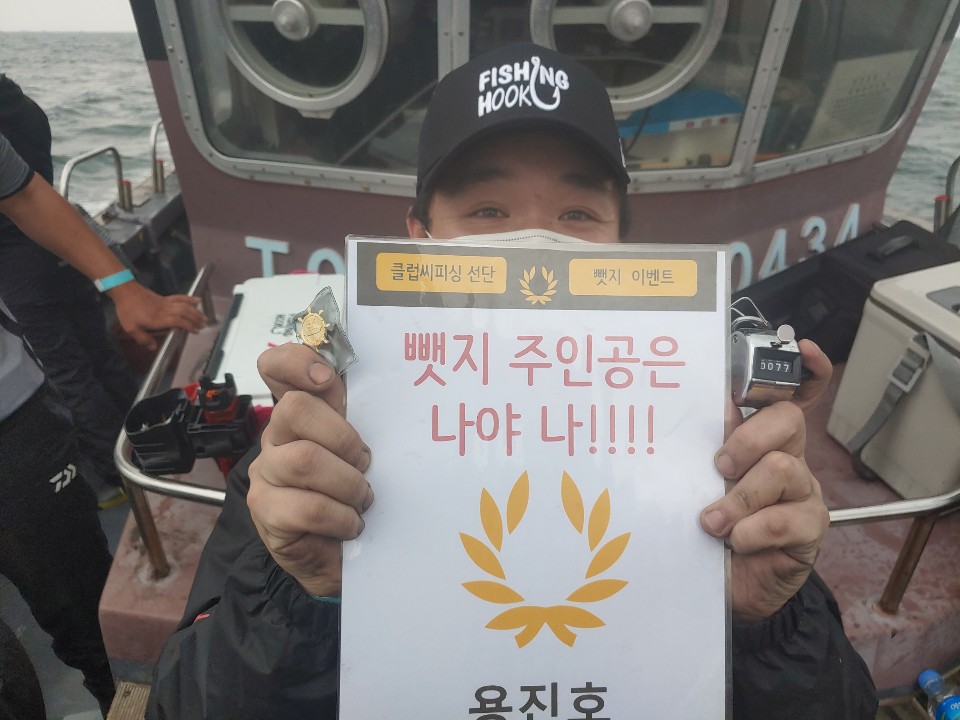 FISHING
HOOK
클럽씨피싱 선단
뺏지 이벤트
뺏지 주인공은
나야 나!!!!
용진호
0077
0434